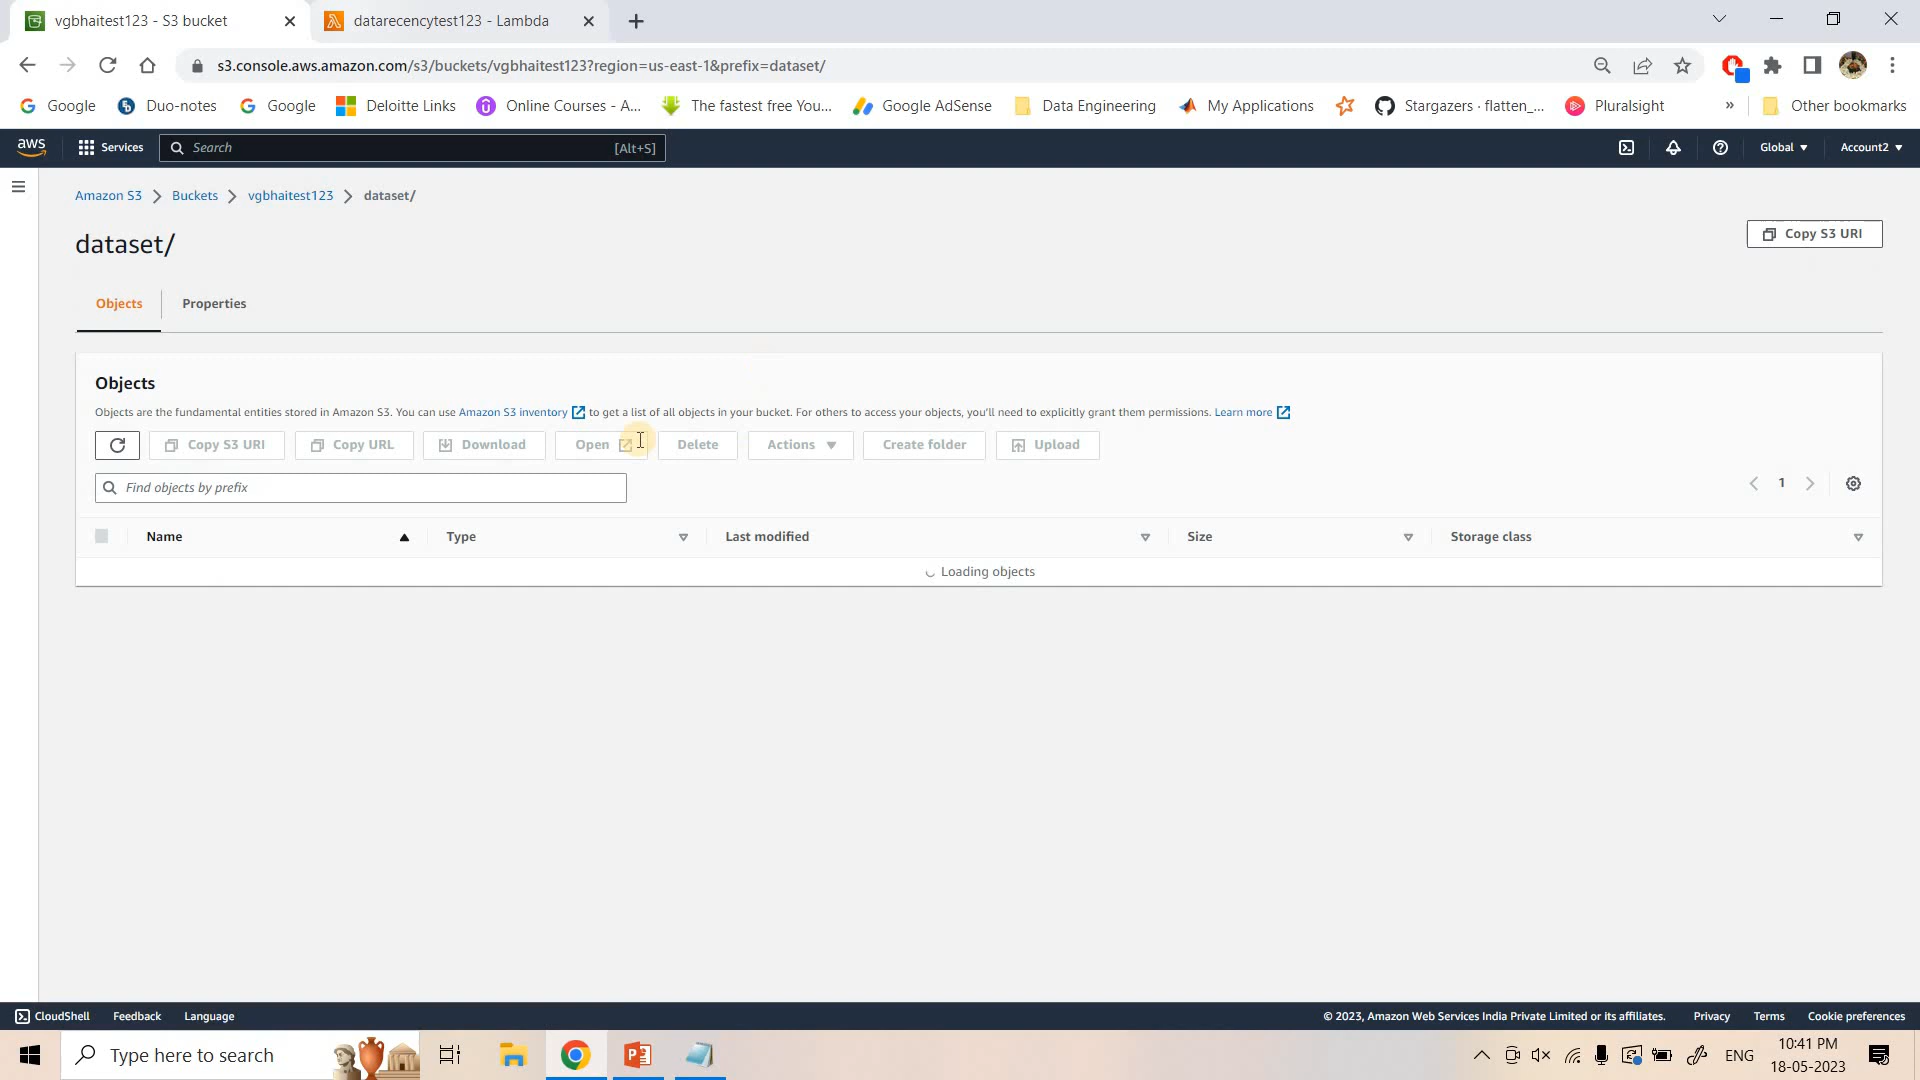 vgbhaitest123 - S3 bucket
datarecencytest123 - Lambda
s3.console.aws.amazon.com/s3/buckets/vgbhaitest123?region=us-east-1&prefix=dataset/
Google Duo-notes Google Deloitte Links Online Courses - A... The fastest free You... Google AdSense Data Engineering My Applications Stargazers · flatten_... Pluralsight » Other bookmarks
aws Services Search [Alt+S] Global Account2
Amazon S3 Buckets vgbhaitest123 dataset/
dataset/
Copy S3 URI
Objects Properties
Objects
Objects are the fundamental entities stored in Amazon S3. You can use Amazon S3 inventory to get a list of all objects in your bucket. For others to access your objects, you'll need to explicitly grant them permissions. Learn more
Copy S3 URI Copy URL Download Open Delete Actions Create folder Upload
Find objects by prefix
1
Name Type Last modified Size Storage class
Loading objects
CloudShell Feedback Language © 2023, Amazon Web Services India Private Limited or its affiliates. Privacy Terms Cookie preferences
Type here to search
ENG
10:41 PM
18-05-2023